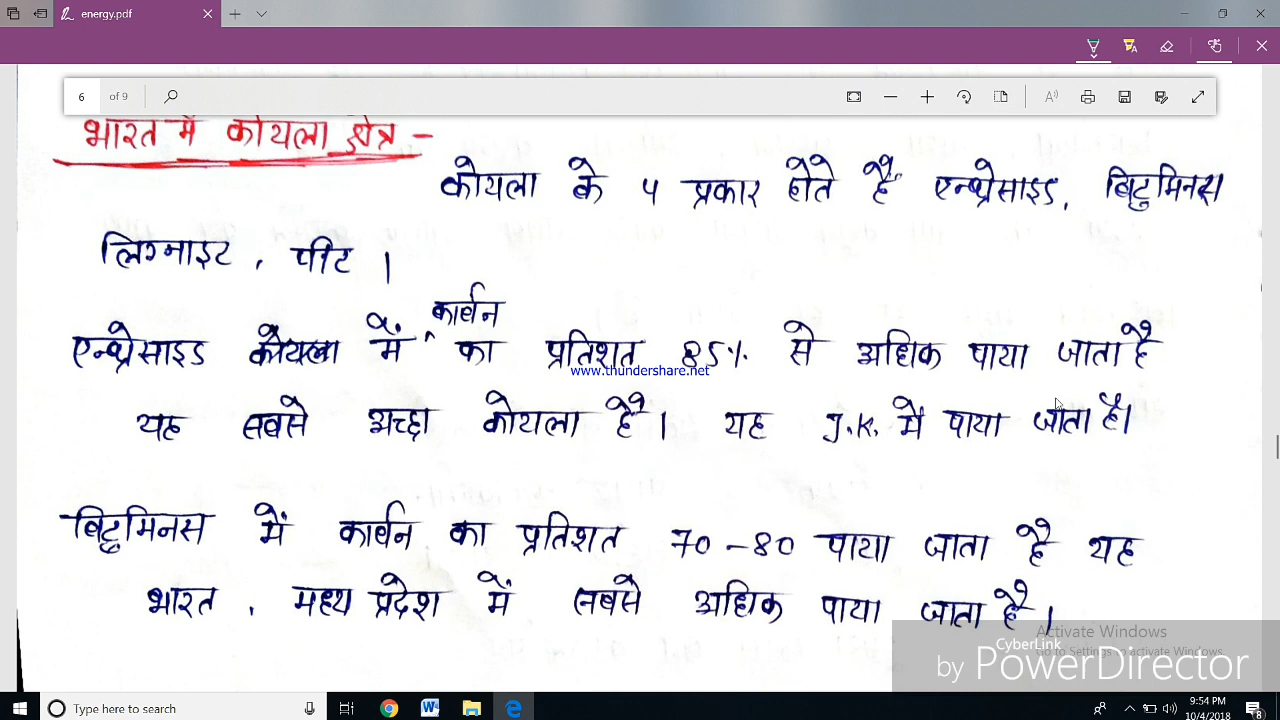 energy.pdf
6 of 9
भारत में कोयला क्षेत्र -
कोयला के 4 प्रकार होते है एन्थ्रेसाइड, बिटुमिनस
लिग्नाइट, पीट |
कार्बन
एन्थ्रेसाइड कोयला में ^ का प्रतिशत 85% से अधिक पाया जाता है
www.thundershare.net
यह सबसे अच्छा कोयला है। यह J.K. में पाया जाता है।
बिटुमिनस में कार्बन का प्रतिशत 70-80 पाया जाता है यह
भारत, मध्य प्रदेश में सबसे अधिक पाया जाता है।
Activate Windows
Go to Settings to activate Windows.
CyberLink
by PowerDirector
Type here to search
9:54 PM
10/4/2018
8